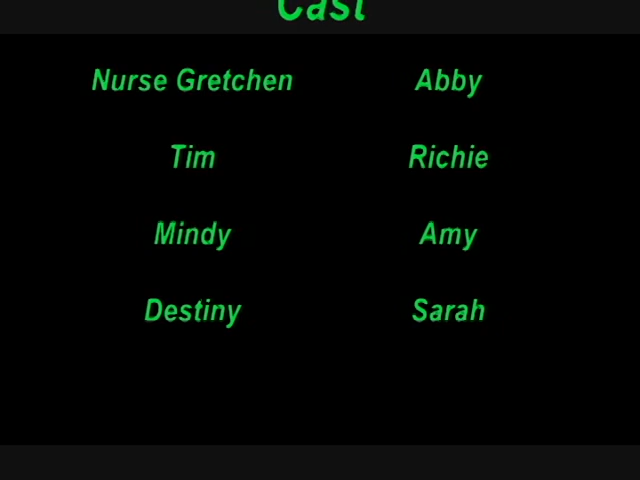 Cast
Nurse Gretchen Abby
Tim Richie
Mindy Amy
Destiny Sarah